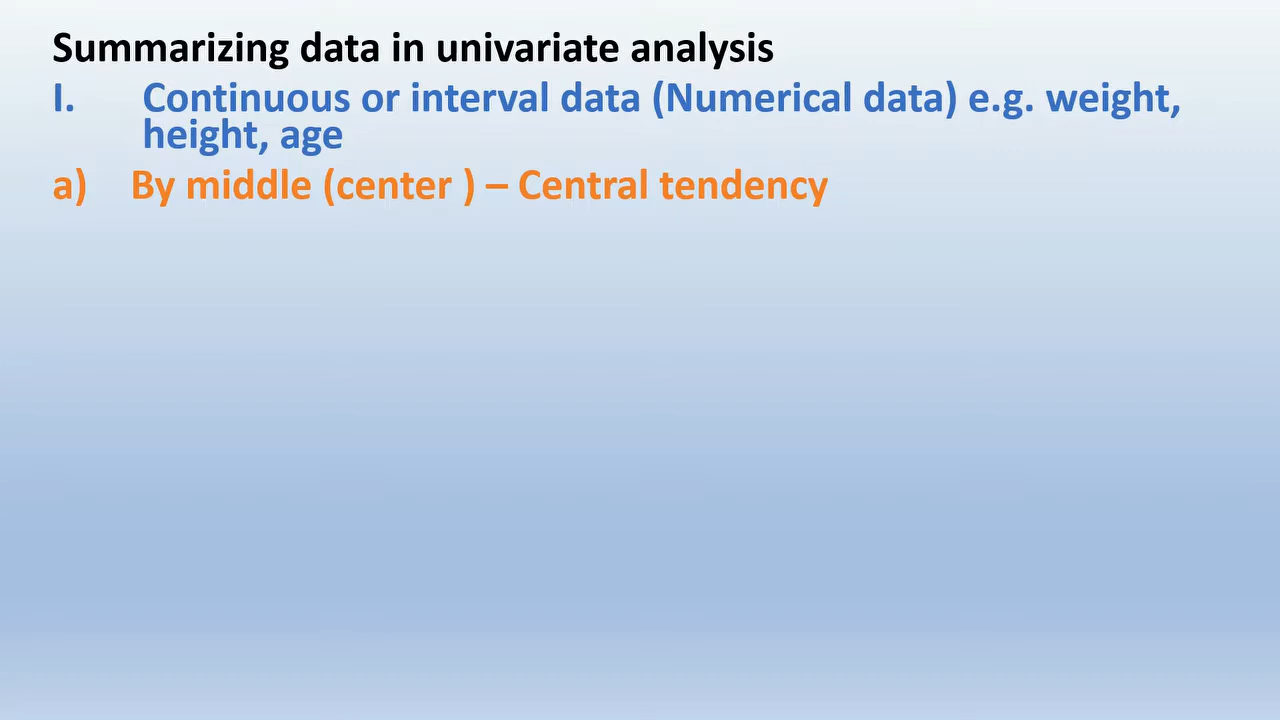 Summarizing data in univariate analysis
I. Continuous or interval data (Numerical data) e.g. weight,
height, age
a) By middle (center ) – Central tendency